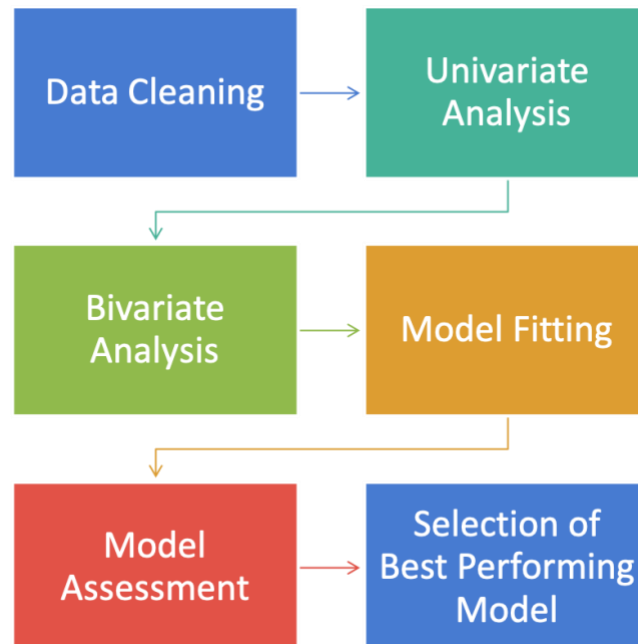 Data Cleaning
Univariate
Analysis
Bivariate
Analysis
Model Fitting
Model
Assessment
Selection of
Best Performing
Model